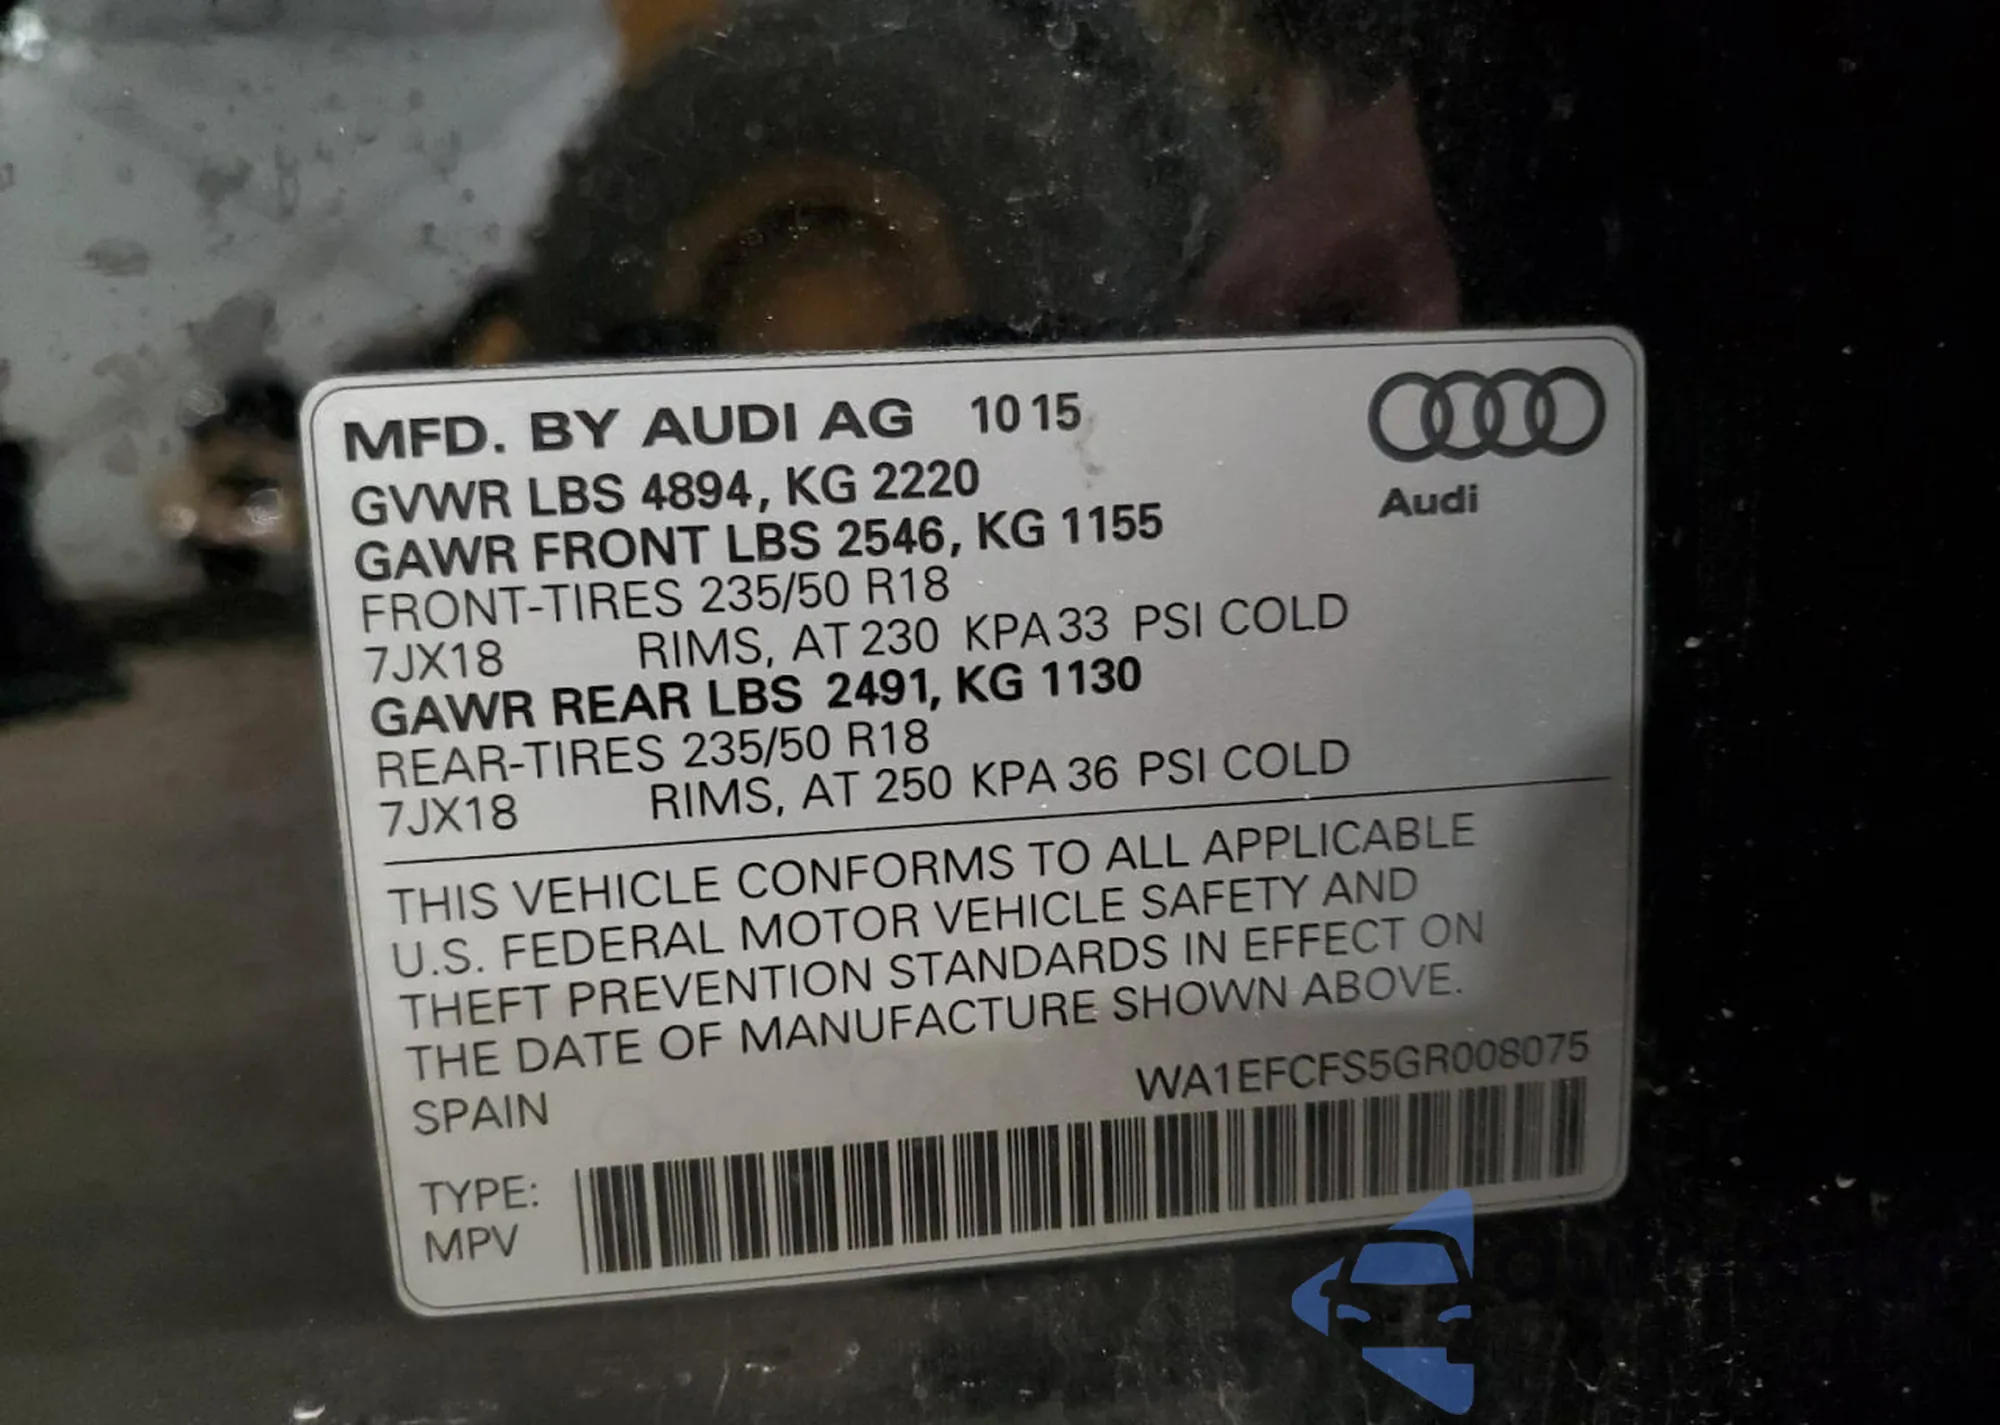 MFD. BY AUDI AG 10 15
GVWR LBS 4894, KG 2220
GAWR FRONT LBS 2546, KG 1155
FRONT-TIRES 235/50 R18
7JX18 RIMS, AT 230 KPA 33 PSI COLD
GAWR REAR LBS 2491, KG 1130
REAR-TIRES 235/50 R18
7JX18 RIMS, AT 250 KPA 36 PSI COLD
Audi
THIS VEHICLE CONFORMS TO ALL APPLICABLE
U.S. FEDERAL MOTOR VEHICLE SAFETY AND
THEFT PREVENTION STANDARDS IN EFFECT ON
THE DATE OF MANUFACTURE SHOWN ABOVE.
WA1EFCFS5GR008075
SPAIN
TYPE:
MPV